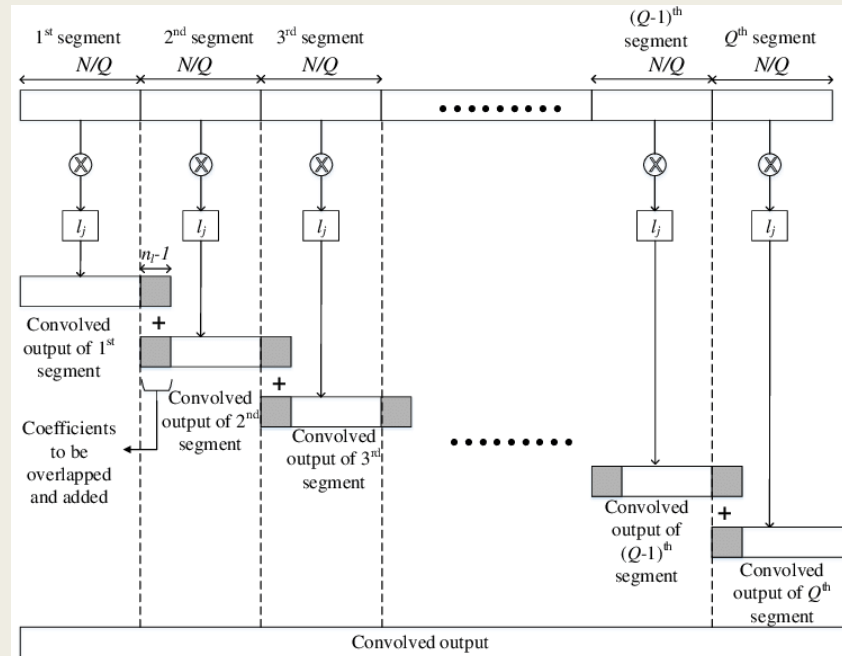 1st segment
2nd segment
3rd segment
(Q-1)th
segment
Qth segment
N/Q
N/Q
N/Q
N/Q
N/Q
lj
lj
lj
lj
lj
nl-1
+
Convolved
output of 1st
segment
+
Convolved
output of 2nd
segment
Coefficients
to be
overlapped
and added
Convolved
output of 3rd
segment
+
Convolved
output of
(Q-1)th
segment
Convolved
output of Qth
segment
Convolved output